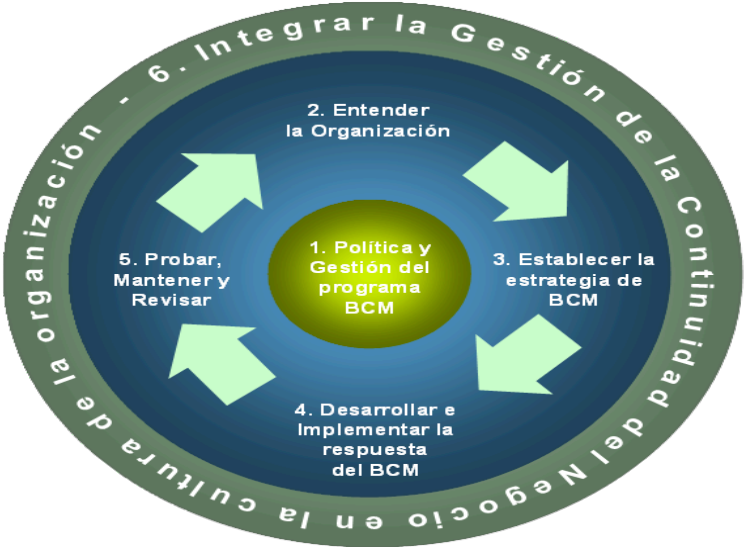 1. Política y
Gestión del
programa
BCM
2. Entender
la Organización
3. Establecer la
estrategia de
BCM
4. Desarrollar e
Implementar la
respuesta
del BCM
5. Probar,
Mantener y
Revisar
- 6. Integrar la Gestión de la Continuidad del Negocio en la cultura de la organización